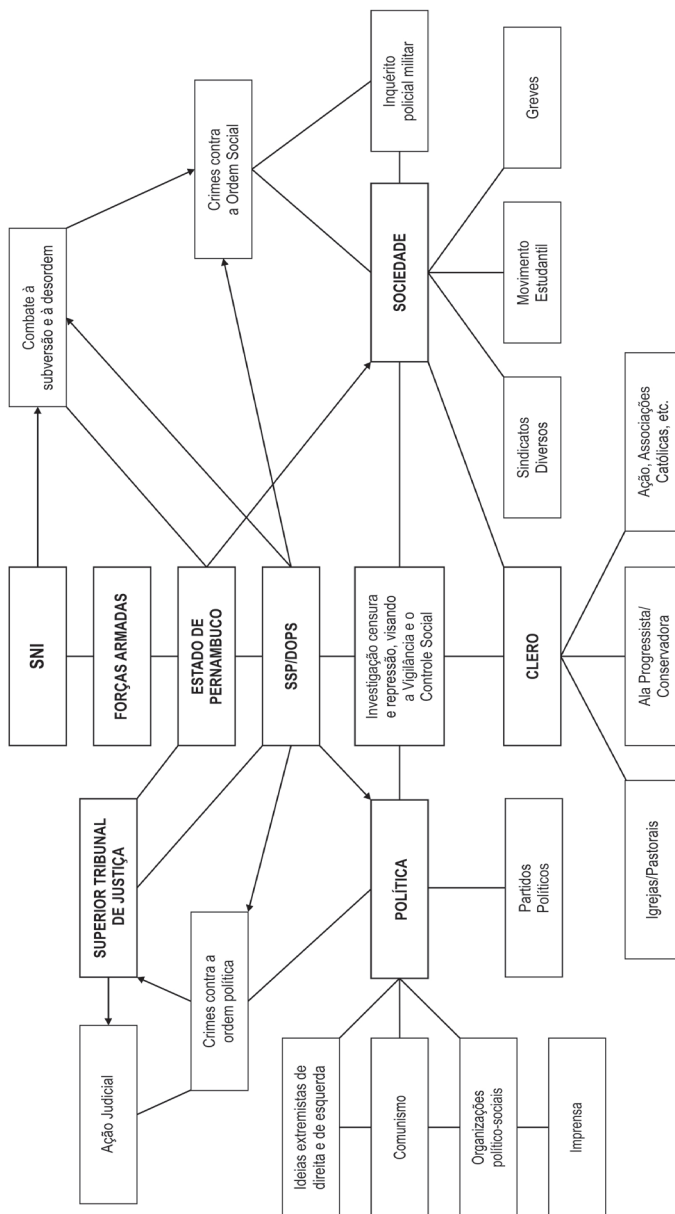 SNI
Combate à
subversão e à desordem
FORÇAS ARMADAS
SUPERIOR TRIBUNAL
DE JUSTIÇA
Ação Judicial
ESTADO DE
PERNAMBUCO
Crimes contra a
ordem política
Crimes contra
a Ordem Social
SSP/DOPS
Investigação censura
e repressão, visando
a Vigilância e o
Controle Social
POLÍTICA
SOCIEDADE
Inquérito
policial militar
Ideias extremistas de
direita e de esquerda
Comunismo
Organizações
político-sociais
Imprensa
Partidos
Políticos
CLERO
Sindicatos
Diversos
Movimento
Estudantil
Greves
Igrejas/Pastorais
Ala Progressista/
Conservadora
Ação, Associações
Católicas, etc.